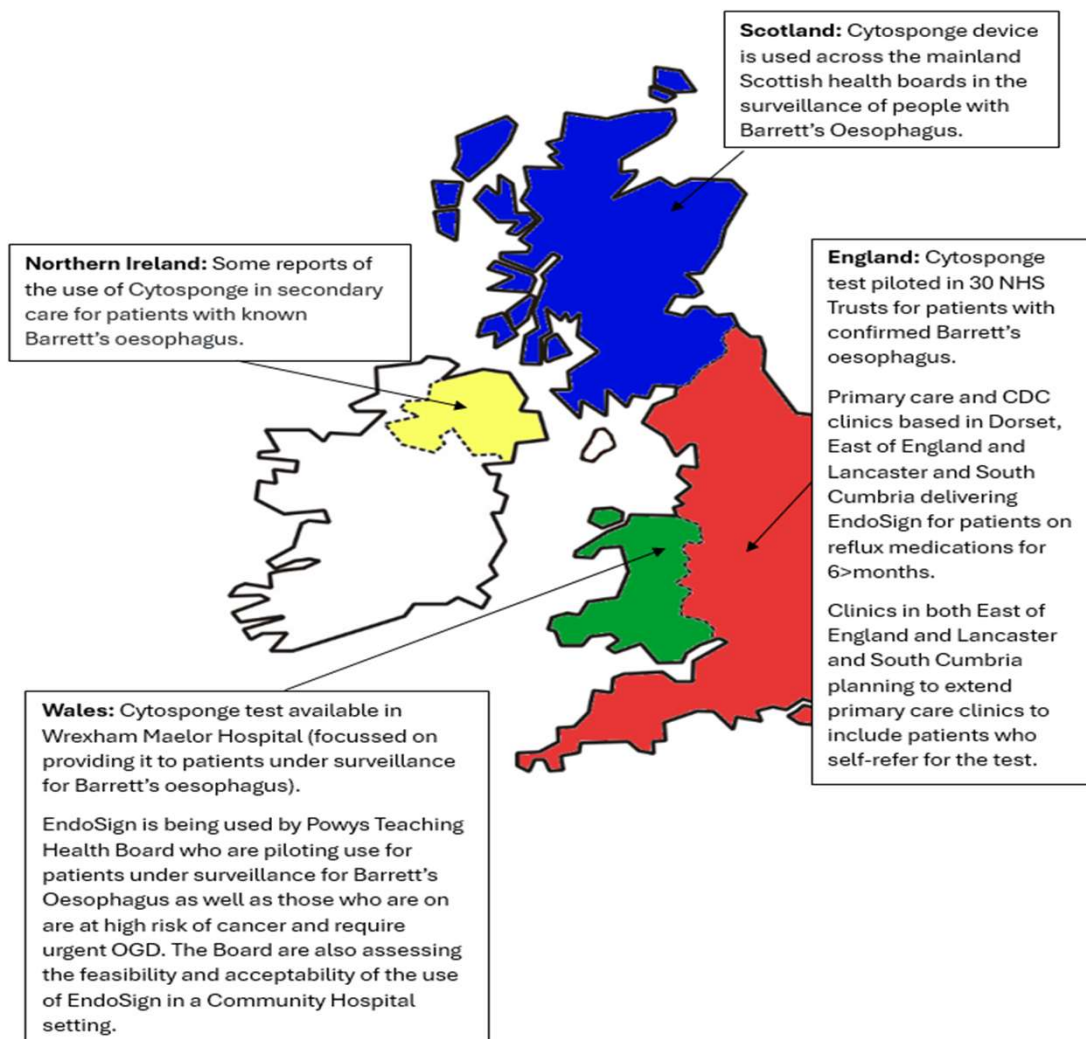 Scotland: Cytosponge device
is used across the mainland
Scottish health boards in the
surveillance of people with
Barrett's Oesophagus.
Northern Ireland: Some reports of
the use of Cytosponge in secondary
care for patients with known
Barrett's oesophagus.
England: Cytosponge
test piloted in 30 NHS
Trusts for patients with
confirmed Barrett's
oesophagus.
Primary care and CDC
clinics based in Dorset,
East of England and
Lancaster and South
Cumbria delivering
EndoSign for patients on
reflux medications for
6>months.
Clinics in both East of
England and Lancaster
and South Cumbria
planning to extend
primary care clinics to
include patients who
self-refer for the test.
Wales: Cytosponge test available in
Wrexham Maelor Hospital (focussed on
providing it to patients under surveillance
for Barrett's oesophagus).
EndoSign is being used by Powys Teaching
Health Board who are piloting use for
patients under surveillance for Barrett's
Oesophagus as well as those who are on
are at high risk of cancer and require
urgent OGD. The Board are also assessing
the feasibility and acceptability of the use
of EndoSign in a Community Hospital
setting.